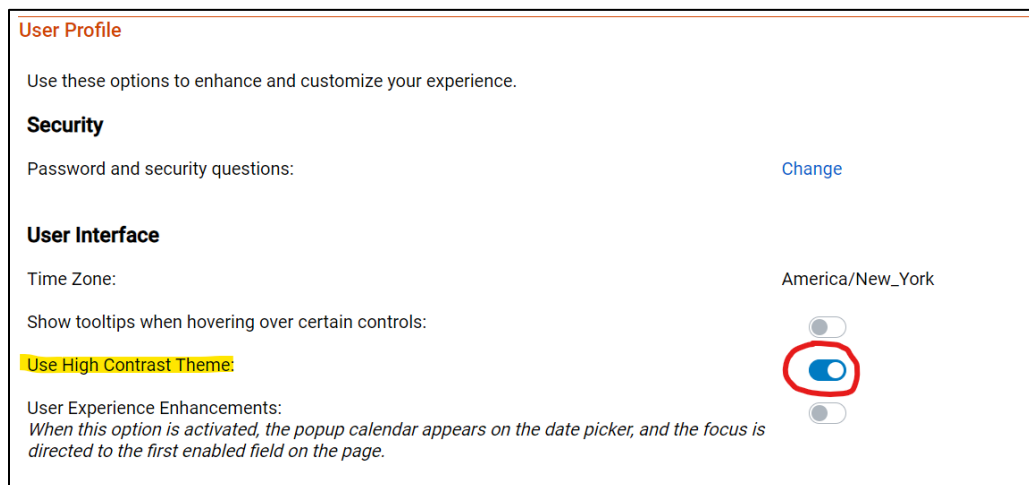 User Profile
Use these options to enhance and customize your experience.
Security
Password and security questions:
Change
User Interface
Time Zone:
America/New_York
Show tooltips when hovering over certain controls:
Use High Contrast Theme:
User Experience Enhancements:
When this option is activated, the popup calendar appears on the date picker, and the focus is
directed to the first enabled field on the page.